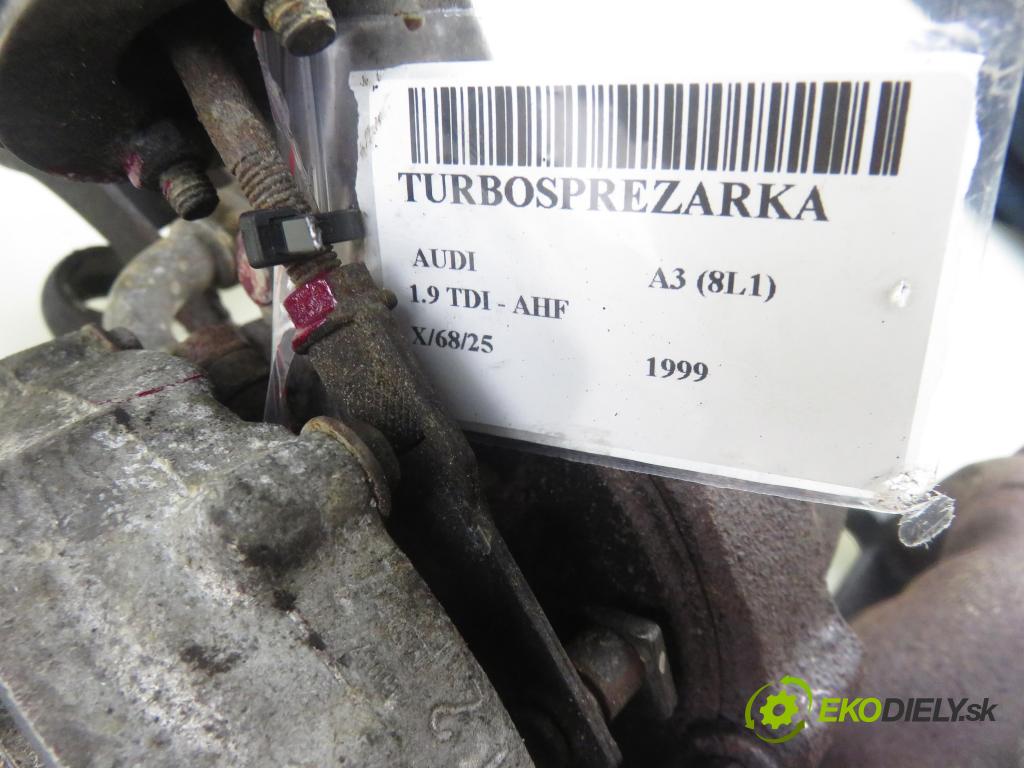 TURBOSPREZARKA
AUDI
A3 (8L1)
1.9 TDI - AHF
X/68/25
1999
EKODIELY.sk